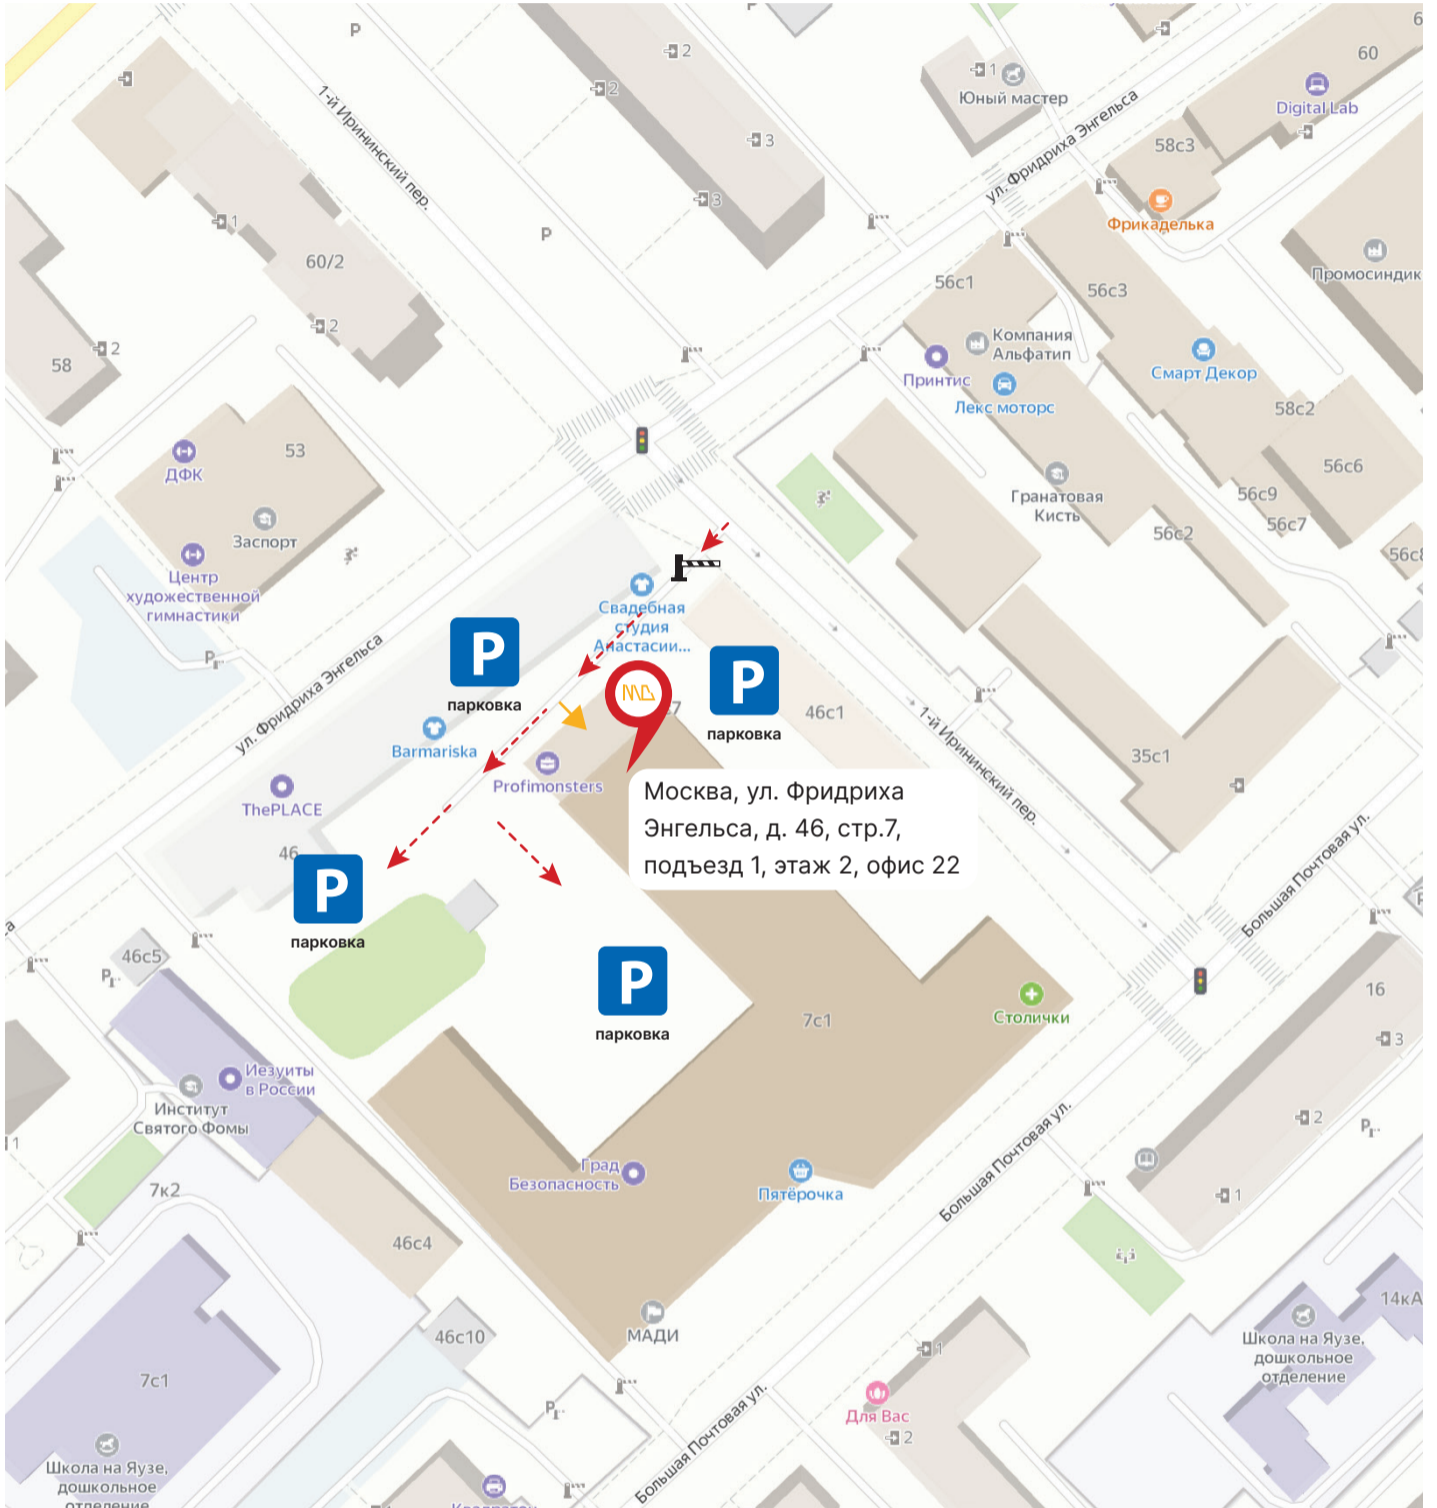 P
2
2
3
3
1
Юный мастер
ул. Фридриха Энгельса
60
Digital Lab
58с3
Фрикаделька
Промосиндик
1-й Ирининский пер.
P
1
60/2
2
58
2
56с1
56с3
Компания
Альфатип
Принтис
Лекс моторс
Смарт Декор
58с2
56с6
56с9
56с7
56с2
Гранатовая
Кисть
53
ДФК
Заспорт
Центр
художественной
гимнастики
P
ул. Фридриха Энгельса
Свадебная
студия
Анастасии...
P
парковка
P
парковка
46с1
1-й Ирининский пер.
35с1
Barmariska
Profimonsters
ThePLACE
46
Москва, ул. Фридриха
Энгельса, д. 46, стр.7,
подъезд 1, этаж 2, офис 22
Большая Почтовая ул.
P
парковка
P
парковка
46с5
P
7с1
Столички
16
3
2
P
1
Иезуиты
в России
Институт
Святого Фомы
1
7к2
46с4
Град
Безопасность
Пятёрочка
Большая Почтовая ул.
МАДИ
46с10
7с1
Школа на Яузе,
дошкольное
отделение
P
Большая Почтовая ул.
1
Для Вас
2
14кА
Школа на Яузе,
дошкольное
отделение